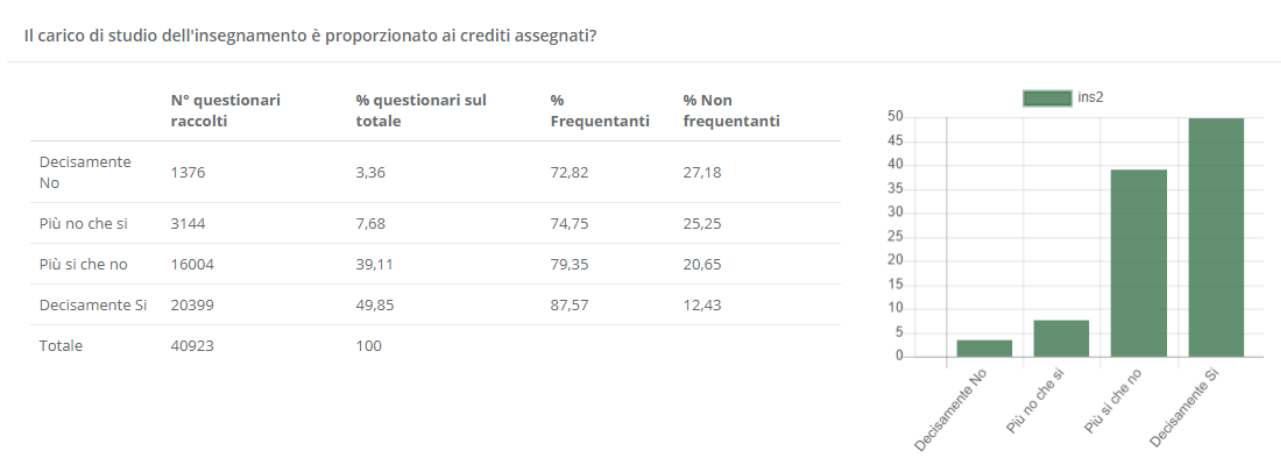 Il carico di studio dell'insegnamento è proporzionato ai crediti assegnati?
N° questionari raccolti % questionari sul totale % Frequentanti % Non frequentanti
Decisamente No 1376 3,36 72,82 27,18
Più no che si 3144 7,68 74,75 25,25
Più si che no 16004 39,11 79,35 20,65
Decisamente Si 20399 49,85 87,57 12,43
Totale 40923 100
ins2
50
45
40
35
30
25
20
15
10
5
0
Decisamente No
Più no che si
Più si che no
Decisamente Si